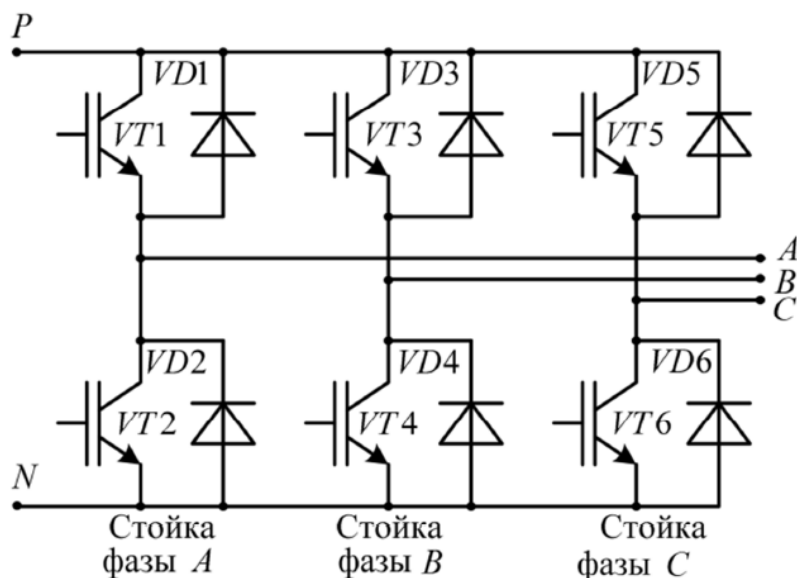 P
VD1 VD3 VD5
VT1 VT3 VT5
A
B
C
VD2 VD4 VD6
VT2 VT4 VT6
N
Стойка Стойка Стойка
фазы A фазы B фазы C